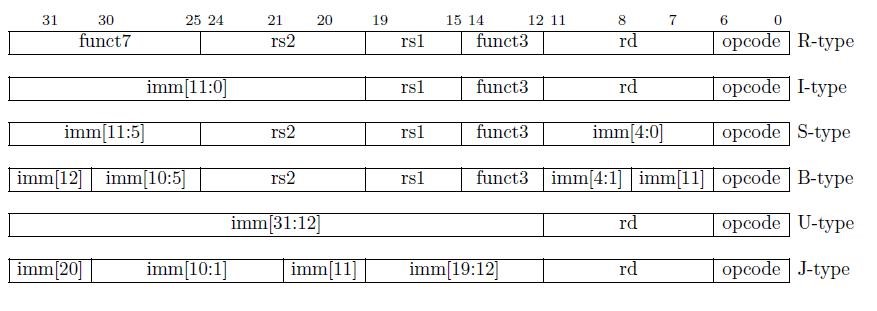 31 30 25 24 21 20 19 15 14 12 11 8 7 6 0
funct7 rs2 rs1 funct3 rd opcode R-type
imm[11:0] rs1 funct3 rd opcode I-type
imm[11:5] rs2 rs1 funct3 imm[4:0] opcode S-type
imm[12] imm[10:5] rs2 rs1 funct3 imm[4:1] imm[11] opcode B-type
imm[31:12] rd opcode U-type
imm[20] imm[10:1] imm[11] imm[19:12] rd opcode J-type